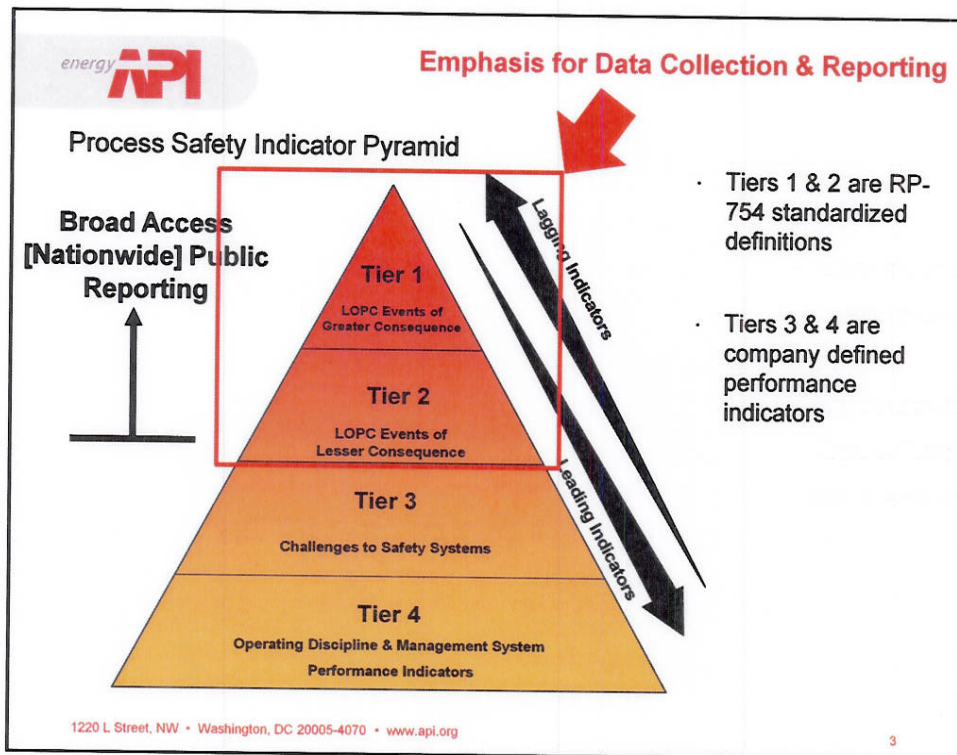 energy API
Emphasis for Data Collection & Reporting
Process Safety Indicator Pyramid
Broad Access
[Nationwide] Public
Reporting
Tier 1
LOPC Events of
Greater Consequence
Tier 2
LOPC Events of
Lesser Consequence
Tier 3
Challenges to Safety Systems
Tier 4
Operating Discipline & Management System
Performance Indicators
Lagging Indicators
Leading Indicators
· Tiers 1 & 2 are RP-
754 standardized
definitions
· Tiers 3 & 4 are
company defined
performance
indicators
1220 L Street, NW • Washington, DC 20005-4070 • www.api.org
3